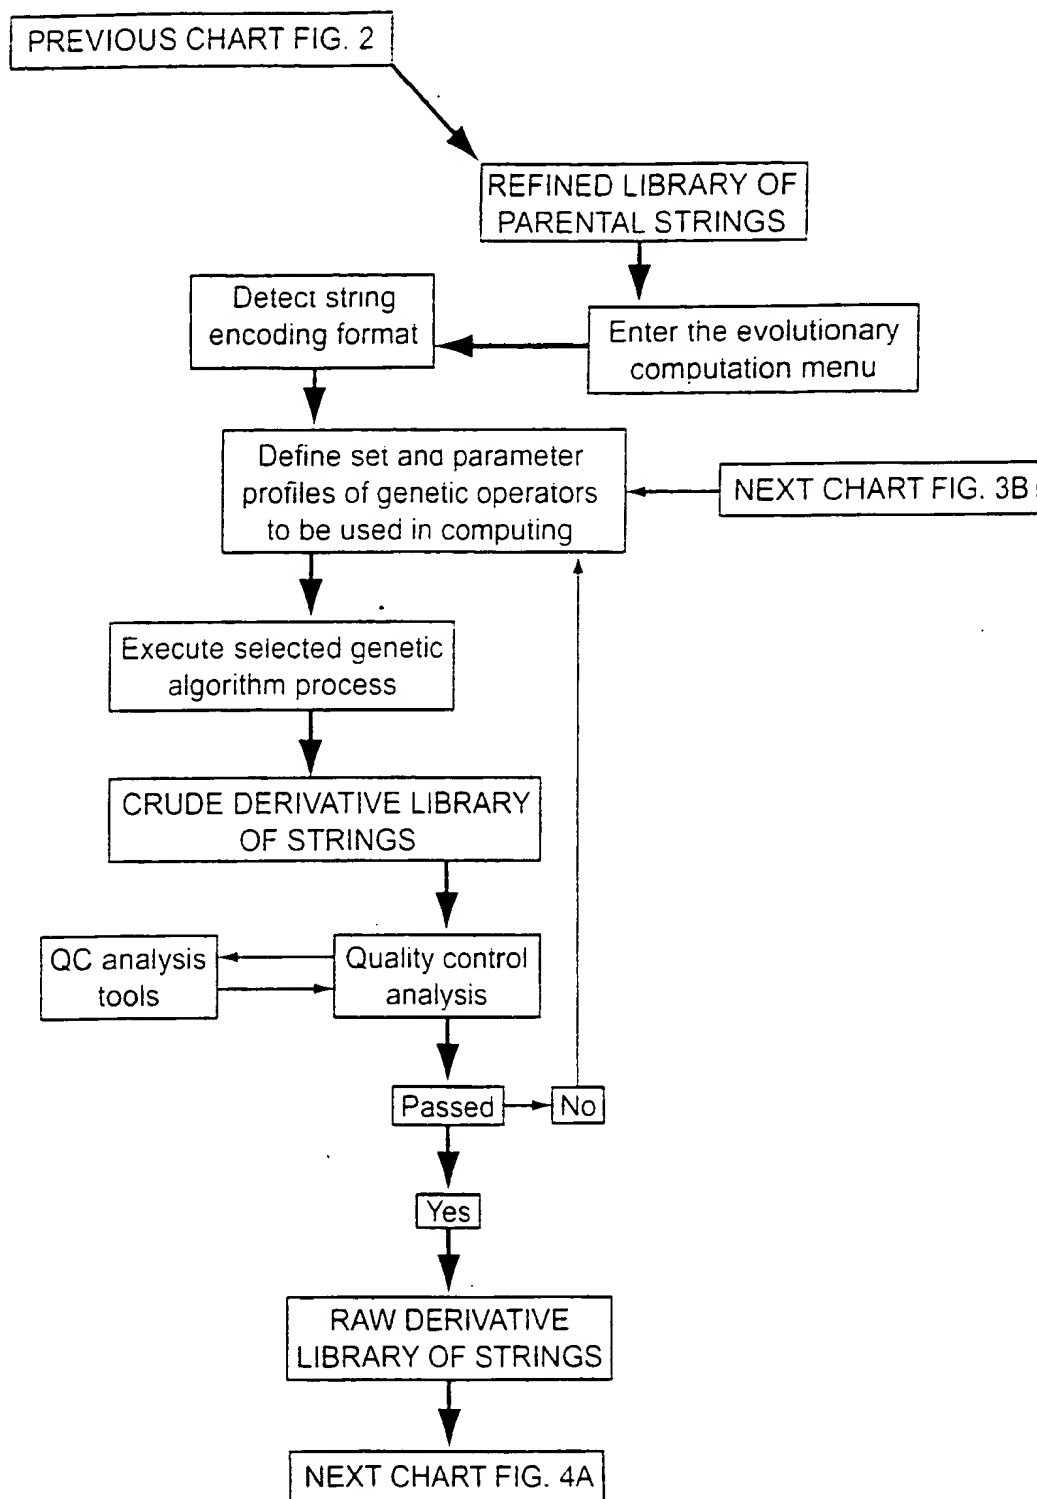 PREVIOUS CHART FIG. 2
REFINED LIBRARY OF
PARENTAL STRINGS
Detect string
encoding format
Enter the evolutionary
computation menu
Define set and parameter
profiles of genetic operators
to be used in computing
NEXT CHART FIG. 3B
Execute selected genetic
algorithm process
CRUDE DERIVATIVE LIBRARY
OF STRINGS
QC analysis
tools
Quality control
analysis
Passed
No
Yes
RAW DERIVATIVE
LIBRARY OF STRINGS
NEXT CHART FIG. 4A